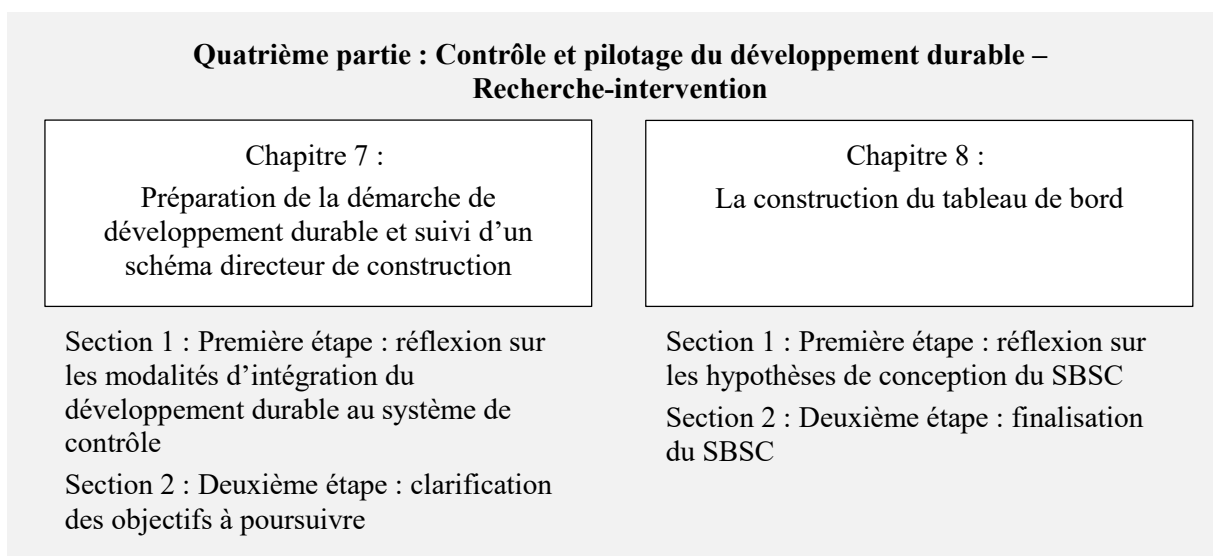 Quatrième partie : Contrôle et pilotage du développement durable –
Recherche-intervention
Chapitre 7 :
Préparation de la démarche de
développement durable et suivi d’un
schéma directeur de construction
Section 1 : Première étape : réflexion sur
les modalités d’intégration du
développement durable au système de
contrôle
Section 2 : Deuxième étape : clarification
des objectifs à poursuivre
Chapitre 8 :
La construction du tableau de bord
Section 1 : Première étape : réflexion sur
les hypothèses de conception du SBSC
Section 2 : Deuxième étape : finalisation
du SBSC